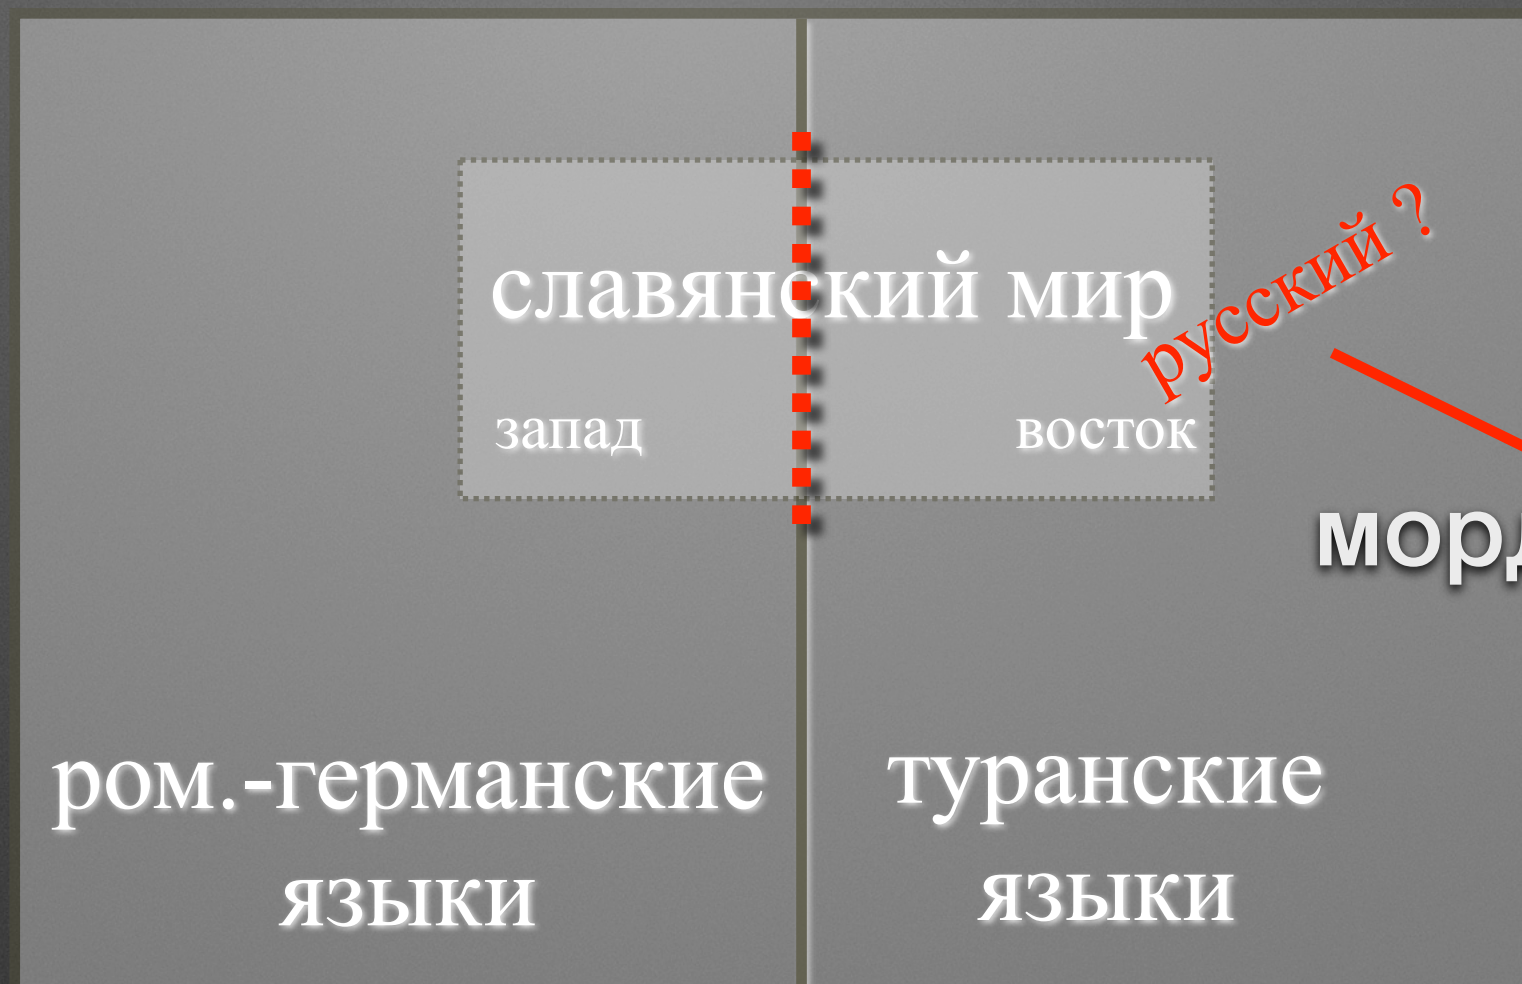 славянский мир
русский ?
запад
восток
ром.-германские
языки
туранские
языки